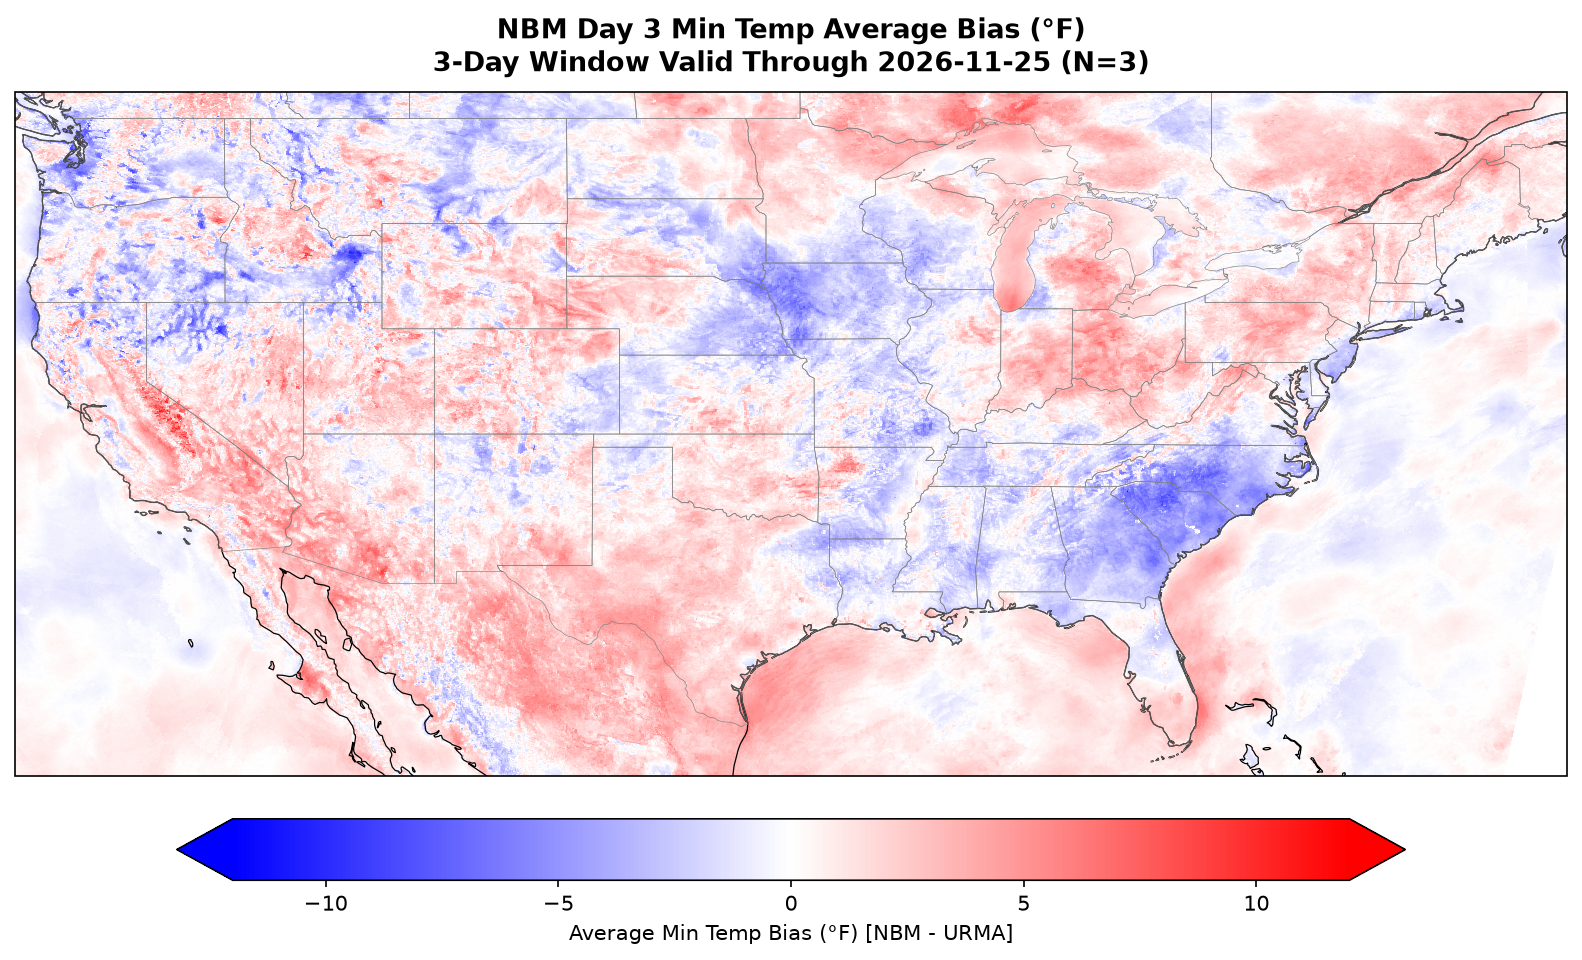 NBM Day 3 Min Temp Average Bias (°F)
3-Day Window Valid Through 2026-11-25 (N=3)
−10 −5 0 5 10
Average Min Temp Bias (°F) [NBM - URMA]